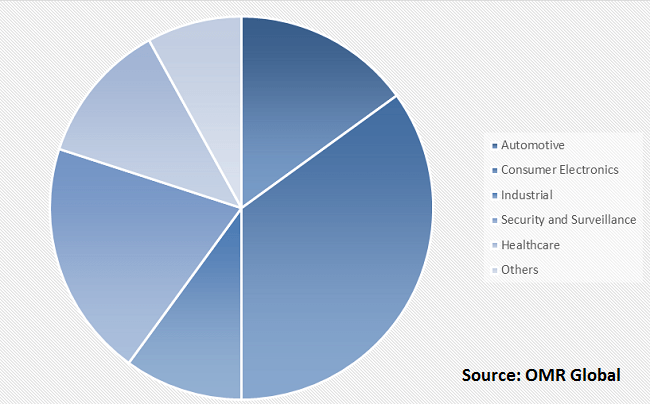 Automotive
Consumer Electronics
Industrial
Security and Surveillance
Healthcare
Others
Source: OMR Global